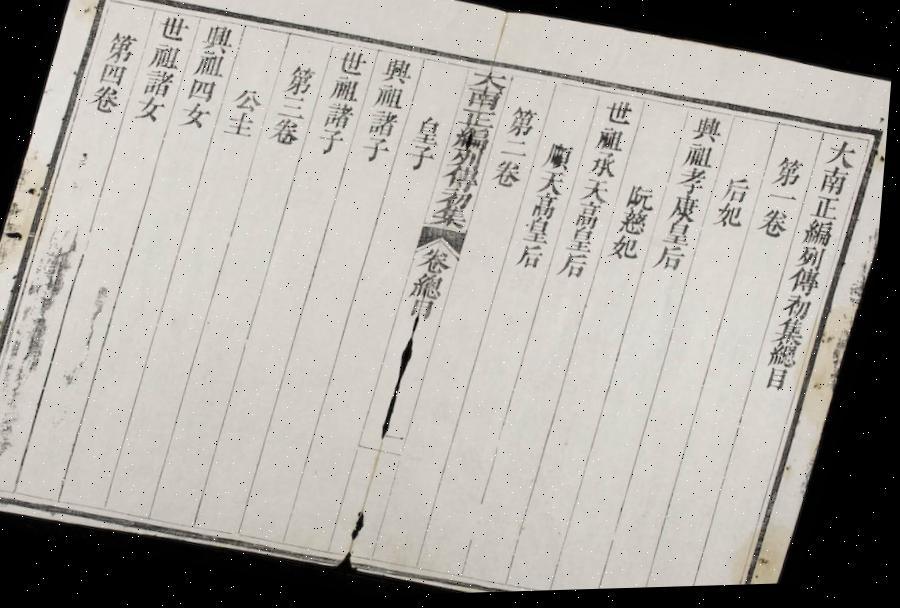 大南正編列傳初集總目
第一卷
后妃
興祖孝康皇后
阮慈妃
世祖承天高皇后
順天高皇后
第二卷
大南正編列傳初集 卷總目
皇子
興祖諸子
世祖諸子
第三卷
公主
興祖四女
世祖諸女
第四卷